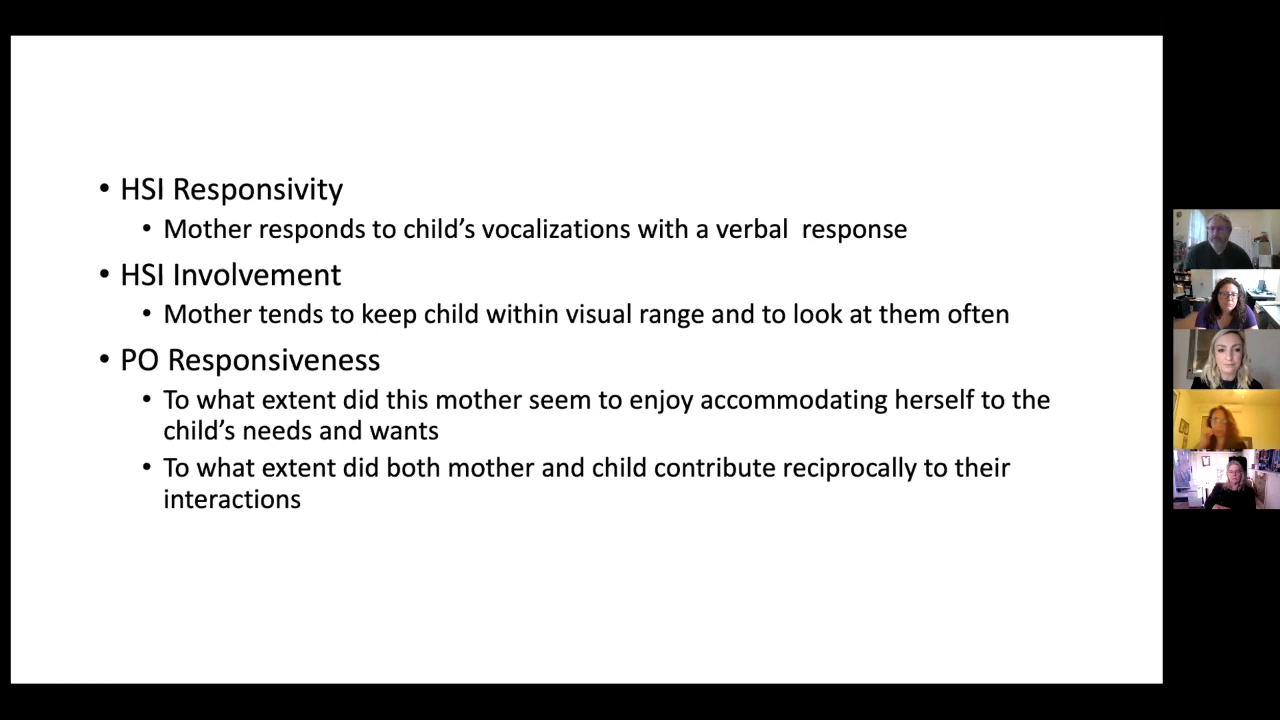 • HSI Responsivity
• Mother responds to child’s vocalizations with a verbal  response
• HSI Involvement
• Mother tends to keep child within visual range and to look at them often
• PO Responsiveness
• To what extent did this mother seem to enjoy accommodating herself to the
child’s needs and wants
• To what extent did both mother and child contribute reciprocally to their
interactions